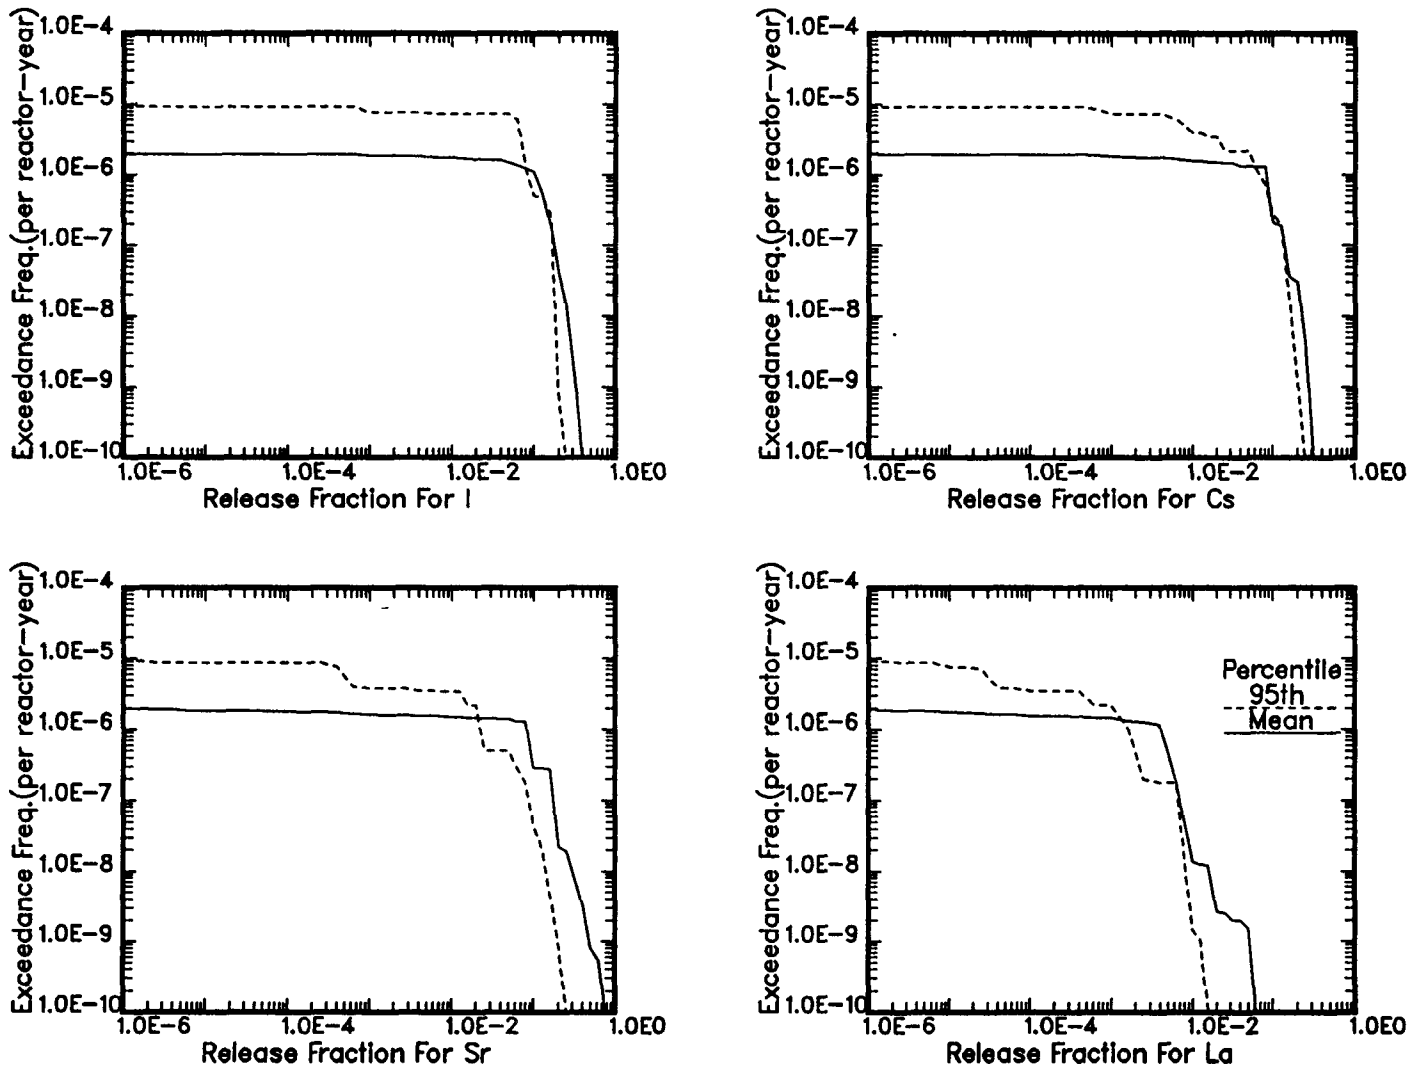 Exceedance Freq.(per reactor-year)
1.0E-4
1.0E-5
1.0E-6
1.0E-7
1.0E-8
1.0E-9
1.0E-10
1.0E-6 1.0E-4 1.0E-2 1.0E0
Release Fraction For I
Exceedance Freq.(per reactor-year)
1.0E-4
1.0E-5
1.0E-6
1.0E-7
1.0E-8
1.0E-9
1.0E-10
1.0E-6 1.0E-4 1.0E-2 1.0E0
Release Fraction For Cs
Exceedance Freq.(per reactor-year)
1.0E-4
1.0E-5
1.0E-6
1.0E-7
1.0E-8
1.0E-9
1.0E-10
1.0E-6 1.0E-4 1.0E-2 1.0E0
Release Fraction For Sr
Exceedance Freq.(per reactor-year)
1.0E-4
1.0E-5
1.0E-6
1.0E-7
1.0E-8
1.0E-9
1.0E-10
1.0E-6 1.0E-4 1.0E-2 1.0E0
Release Fraction For La
Percentile
95th
Mean